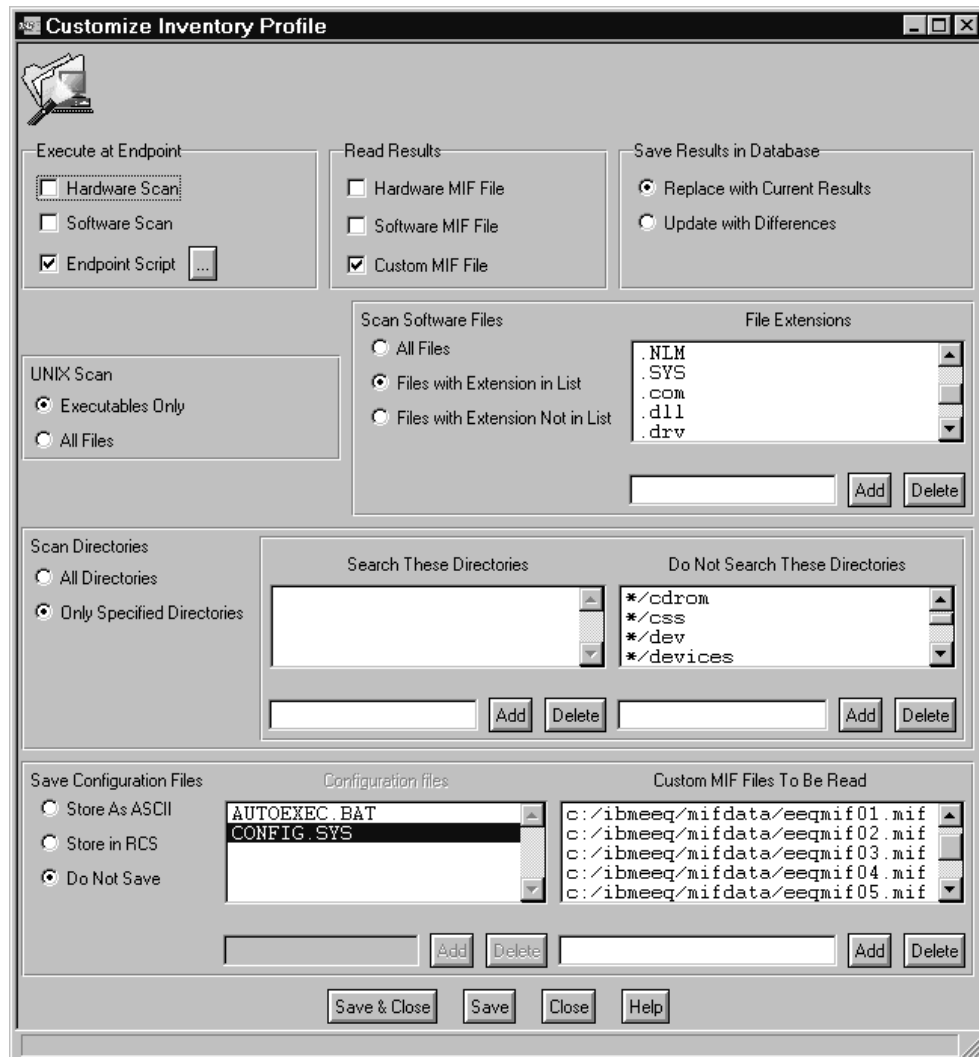 Customize Inventory Profile
Execute at Endpoint
Hardware Scan
Software Scan
Endpoint Script ...
Read Results
Hardware MIF File
Software MIF File
Custom MIF File
Save Results in Database
Replace with Current Results
Update with Differences
UNIX Scan
Executables Only
All Files
Scan Software Files
All Files
Files with Extension in List
Files with Extension Not in List
File Extensions
.NLM
.SYS
.com
.dll
.drv
Add Delete
Scan Directories
All Directories
Only Specified Directories
Search These Directories
Add Delete
Do Not Search These Directories
*/cdrom
*/css
*/dev
*/devices
Add Delete
Save Configuration Files
Store As ASCII
Store in RCS
Do Not Save
Configuration files
AUTOEXEC.BAT
CONFIG.SYS
Add Delete
Custom MIF Files To Be Read
c:/ibmeeq/mifdata/eeqmif01.mif
c:/ibmeeq/mifdata/eeqmif02.mif
c:/ibmeeq/mifdata/eeqmif03.mif
c:/ibmeeq/mifdata/eeqmif04.mif
c:/ibmeeq/mifdata/eeqmif05.mif
Add Delete
Save & Close Save Close Help